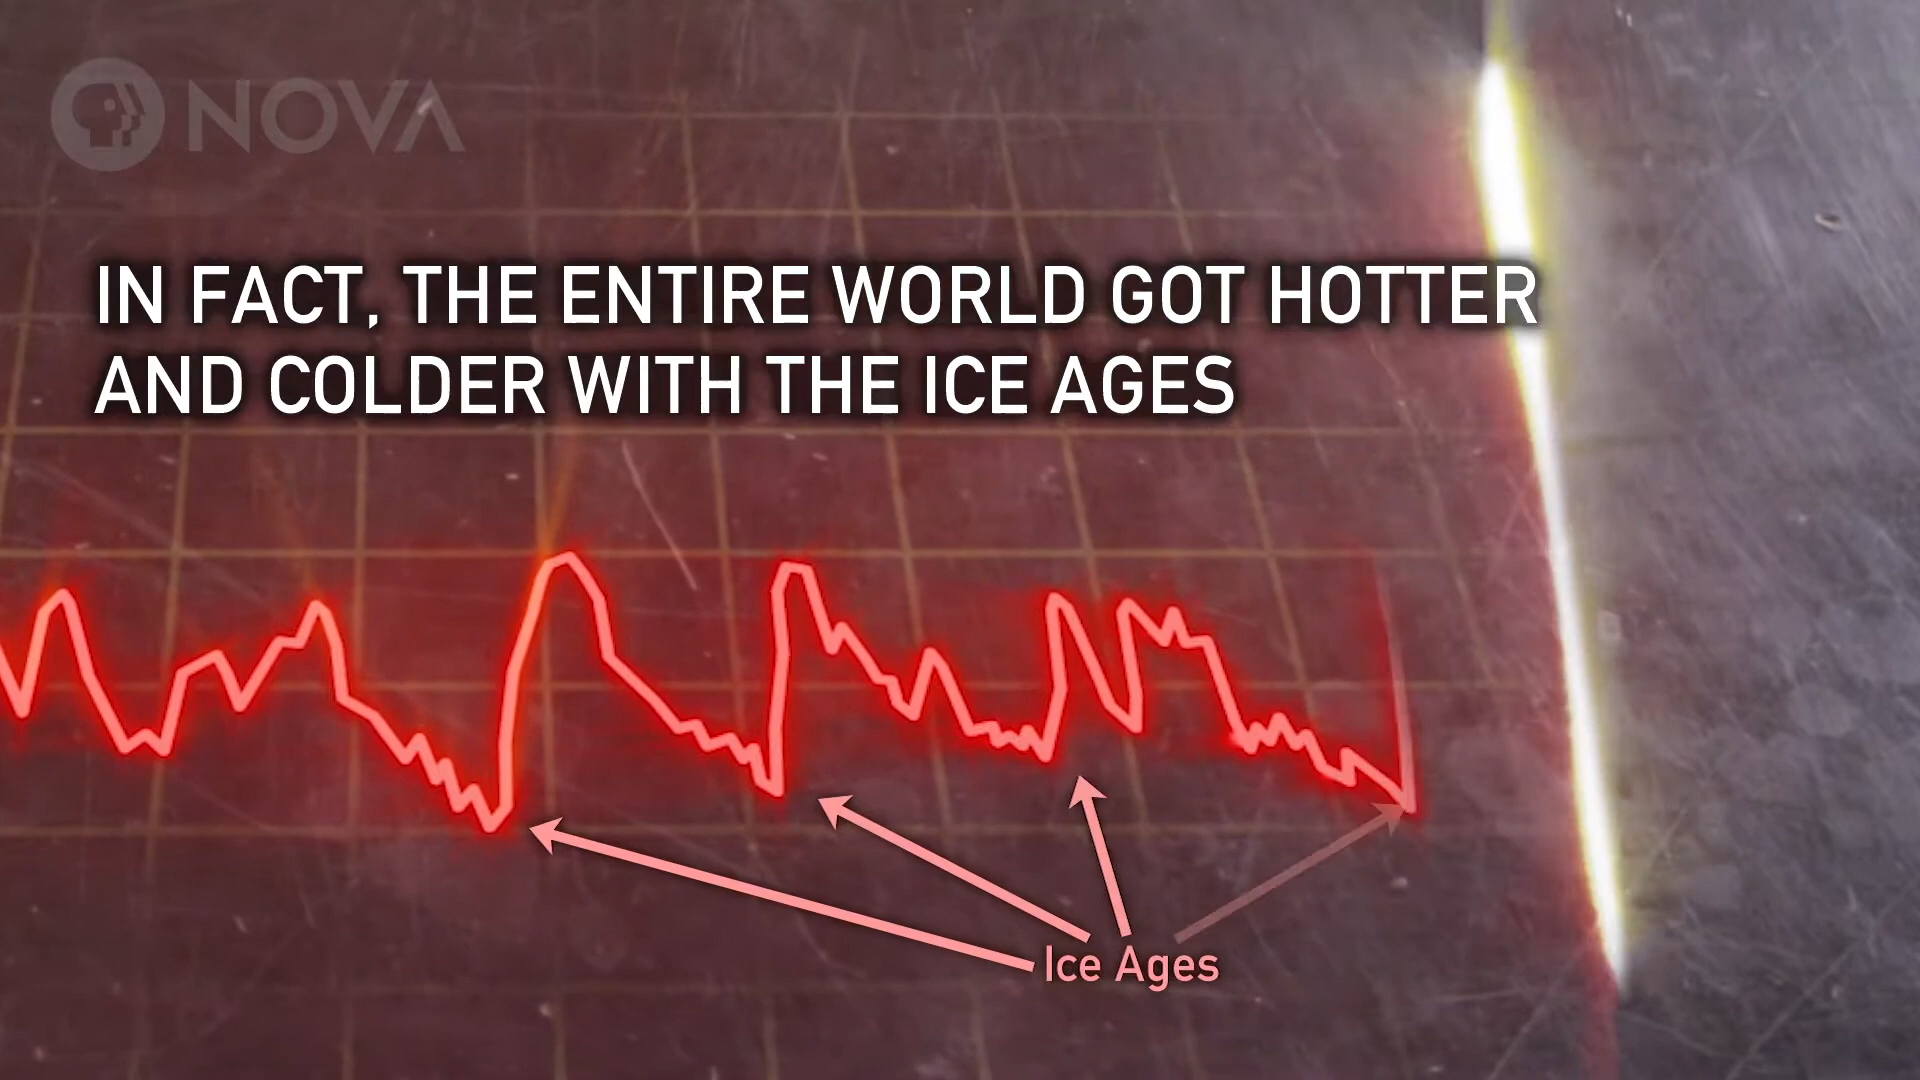 NOVA
IN FACT, THE ENTIRE WORLD GOT HOTTER
AND COLDER WITH THE ICE AGES
Ice Ages